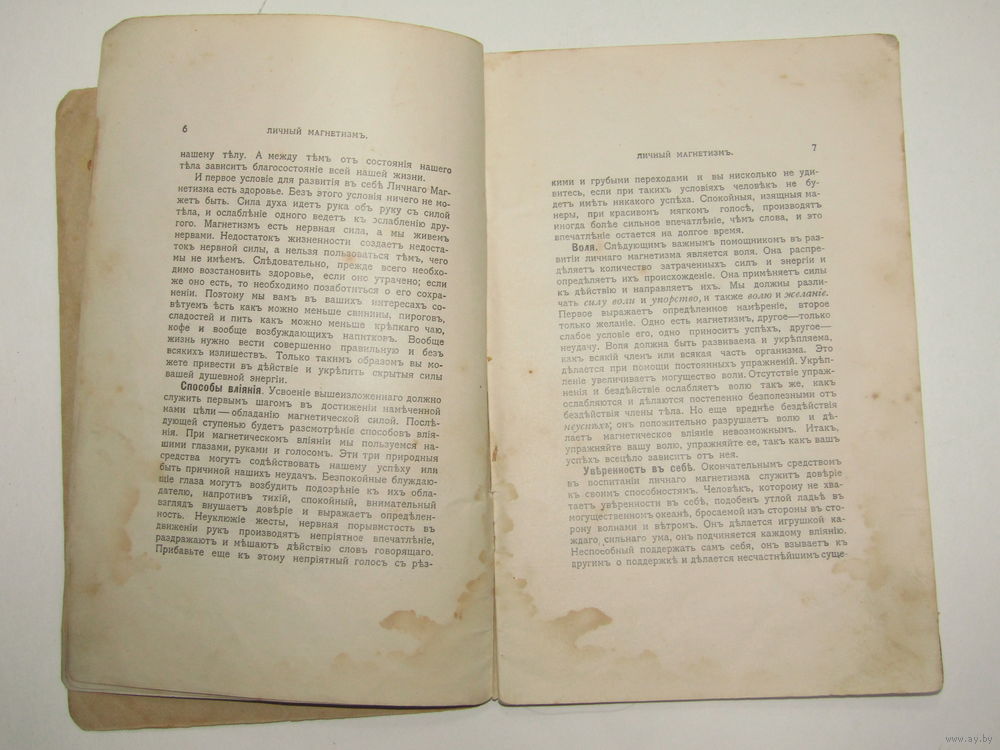 6
ЛИЧНЫЙ МАГНЕТИЗМЪ.
нашему тѣлу. А между тѣмъ отъ состоянія нашего
тѣла зависитъ благосостояніе всей нашей жизни.
И первое условіе для развитія въ себѣ Личнаго Маг-
нетизма есть здоровье. Безъ этого условія ничего не мо-
жетъ быть. Сила духа идетъ рука объ руку съ силой
тѣла, и ослабленіе одного ведетъ къ ослабленію дру-
гого. Магнетизмъ есть нервная сила, а мы живемъ
нервами. Недостатокъ жизненности создаетъ недоста-
токъ нервной силы, а нельзя пользоваться тѣмъ, чего
мы не имѣемъ. Слѣдовательно, прежде всего необхо-
димо возстановить здоровье, если оно утрачено; если
же оно есть, то необходимо позаботиться о его сохра-
неніи. Поэтому мы вамъ въ вашихъ интересахъ со-
вѣтуемъ ѣсть какъ можно меньше свинины, пироговъ,
сладостей и пить какъ можно меньше крѣпкаго чаю,
кофе и вообще возбуждающихъ напитковъ. Вообще
жизнь нужно вести совершенно правильную и безъ
всякихъ излишествъ. Только такимъ образомъ вы мо-
жете привести въ дѣйствіе и укрѣпить скрытыя силы
вашей душевной энергіи.
Способы вліянія. Усвоеніе вышеизложеннаго должно
служить первымъ шагомъ въ достиженіи намѣченной
нами цѣли — обладанію магнетической силой. Послѣ-
дующей ступенью будетъ разсмотрѣніе способовъ влія-
нія. При магнетическомъ вліяніи мы пользуемся на-
шими глазами, руками и голосомъ. Эти три природныя
средства могутъ содѣйствовать нашему успѣху или
быть причиной нашихъ неудачъ. Безпокойные блуждаю-
щіе глаза могутъ возбудить подозрѣніе къ ихъ обла-
дателю, напротивъ тихій, спокойный, внимательный
взглядъ внушаетъ довѣріе и выражаетъ опредѣлен-
ность. Неуклюжіе жесты, нервная порывистость въ
движеніи рукъ производятъ непріятное впечатлѣніе,
раздражаютъ и мѣшаютъ дѣйствію словъ говорящаго.
Прибавьте еще къ этому непріятный голосъ съ рѣз-
ЛИЧНЫЙ МАГНЕТИЗМЪ.
7
кими и грубыми переходами и вы нисколько не уди-
витесь, если при такихъ условіяхъ человѣкъ не бу-
детъ имѣть никакого успѣха. Спокойныя, изящныя ма-
неры, при красивомъ мягкомъ голосѣ, производятъ
иногда болѣе сильное впечатлѣніе, чѣмъ слова, и это
впечатлѣніе остается на долгое время.
Воля. Слѣдующимъ важнымъ помощникомъ въ раз-
витіи личнаго магнетизма является воля. Она распре-
дѣляетъ количество затраченныхъ силъ и энергіи и
опредѣляетъ ихъ происхожденіе. Она примѣняетъ силы
къ дѣйствію и направляетъ ихъ. Мы должны разли-
чать силу воли и упорство, и также волю и желаніе.
Первое выражаетъ опредѣленное намѣреніе, второе
только желаніе. Одно есть магнетизмъ, другое—только
слабое условіе его, одно приноситъ успѣхъ, другое—
неудачу. Воля должна быть развиваема и укрѣпляема,
какъ всякій членъ или всякая часть организма. Это
дѣлается при помощи постоянныхъ упражненій. Укрѣп-
леніе увеличиваетъ могущество воли. Отсутствіе упраж-
ненія и бездѣйствіе ослабляетъ волю такъ же, какъ
ослабляются и дѣлаются постепенно безполезными отъ
бездѣйствія члены тѣла. Но еще вреднѣе бездѣйствія
неуспѣхъ; онъ положительно разрушаетъ волю и дѣ-
лаетъ магнетическое вліяніе невозможнымъ. Итакъ,
упражняйте вашу волю, упражняйте ее, такъ какъ вашъ
успѣхъ всецѣло зависитъ отъ нея.
Увѣренность въ себѣ. Окончательнымъ средствомъ
въ воспитаніи личнаго магнетизма служитъ довѣріе
къ своимъ способностямъ. Человѣкъ, которому не хва-
таетъ увѣренности въ себѣ, подобенъ утлой ладьѣ въ
могущественномъ океанѣ, бросаемой изъ стороны въ сто-
рону волнами и вѣтромъ. Онъ дѣлается игрушкой ка-
ждаго сильнаго ума, онъ подчиняется каждому вліянію.
Неспособный поддержать самъ себя, онъ взываетъ къ
другимъ о поддержкѣ и дѣлается несчастнѣйшимъ суще-
www.ay.by